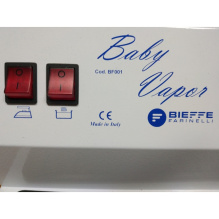 Baby
Cod. BF001
Vapor
O O
I I
CE
Made in Italy
BIEFFE
FARINELLI